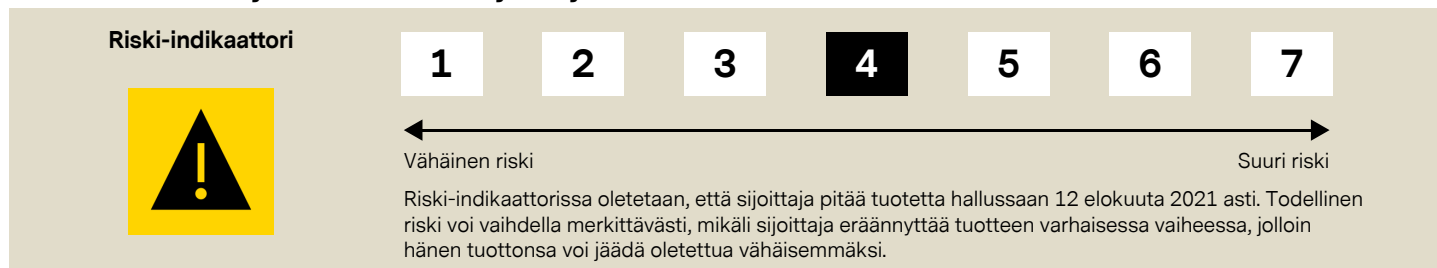 Riski-indikaattori
1 2 3 4 5 6 7
Vähäinen riski Suuri riski
Riski-indikaattorissa oletetaan, että sijoittaja pitää tuotetta hallussaan 12 elokuuta 2021 asti. Todellinen
riski voi vaihdella merkittävästi, mikäli sijoittaja eräännyttää tuotteen varhaisessa vaiheessa, jolloin
hänen tuottonsa voi jäädä oletettua vähäisemmäksi.